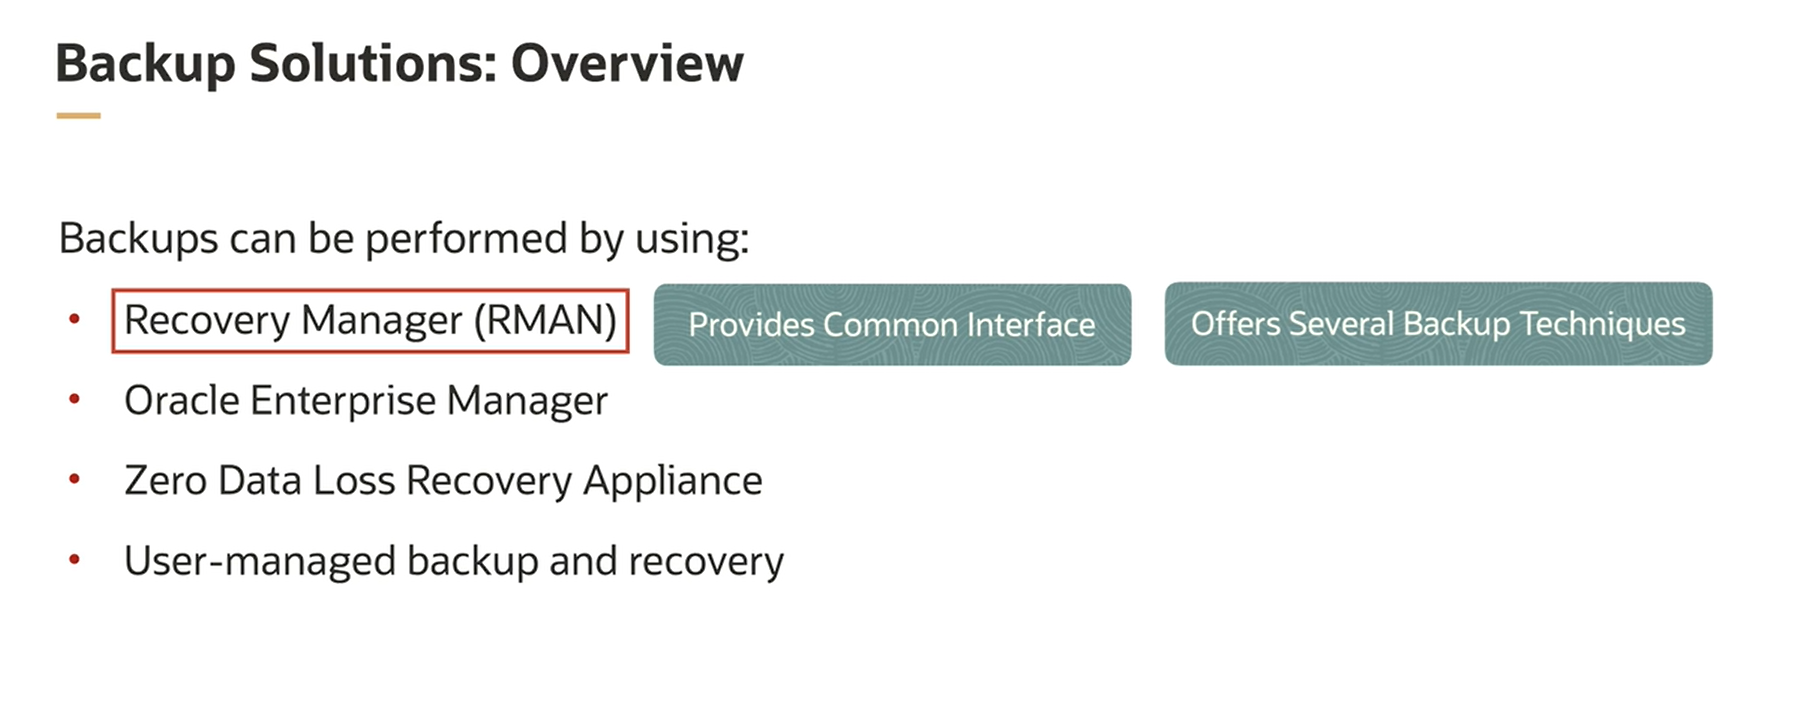 Backup Solutions: Overview
Backups can be performed by using:
• Recovery Manager (RMAN) Provides Common Interface Offers Several Backup Techniques
• Oracle Enterprise Manager
• Zero Data Loss Recovery Appliance
• User-managed backup and recovery